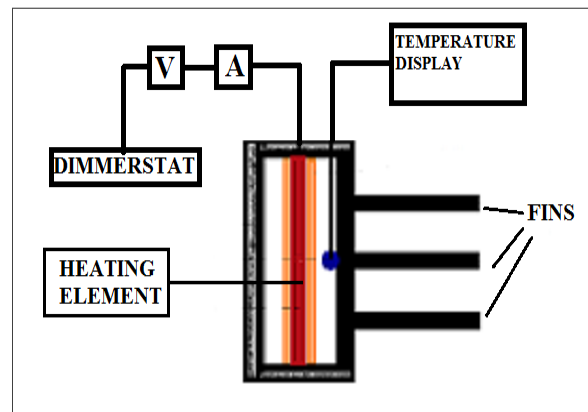 TEMPERATURE
DISPLAY
V
A
DIMMERSTAT
FINS
HEATING
ELEMENT